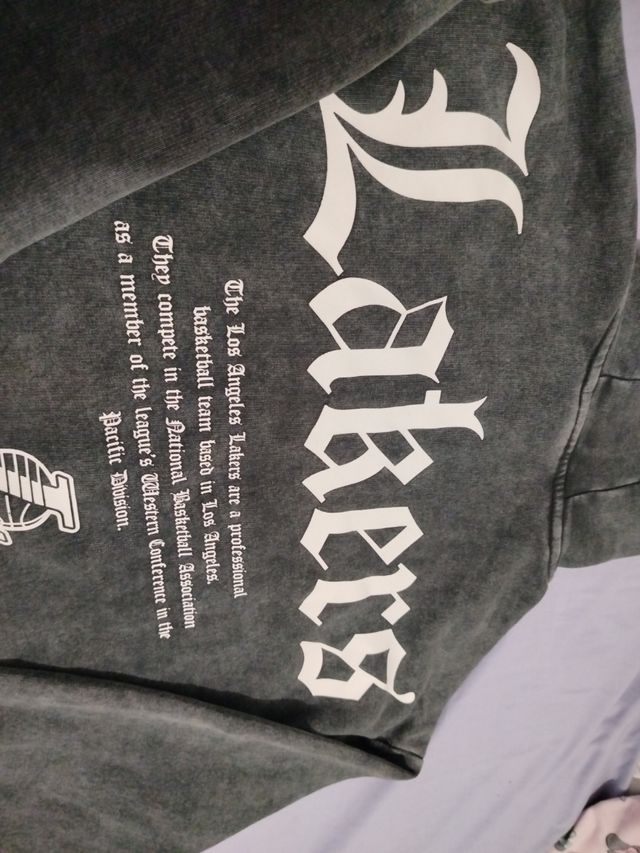 Lakers
The Los Angeles Lakers are a professional
basketball team based in Los Angeles.
They compete in the National Basketball Association
as a member of the league's Western Conference in the
Pacific Division.